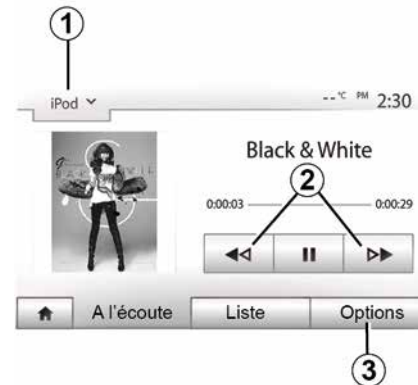 1
iPod
--°C PM 2:30
Black & White
2
0:00:03 0:00:29
A l'écoute Liste Options
3